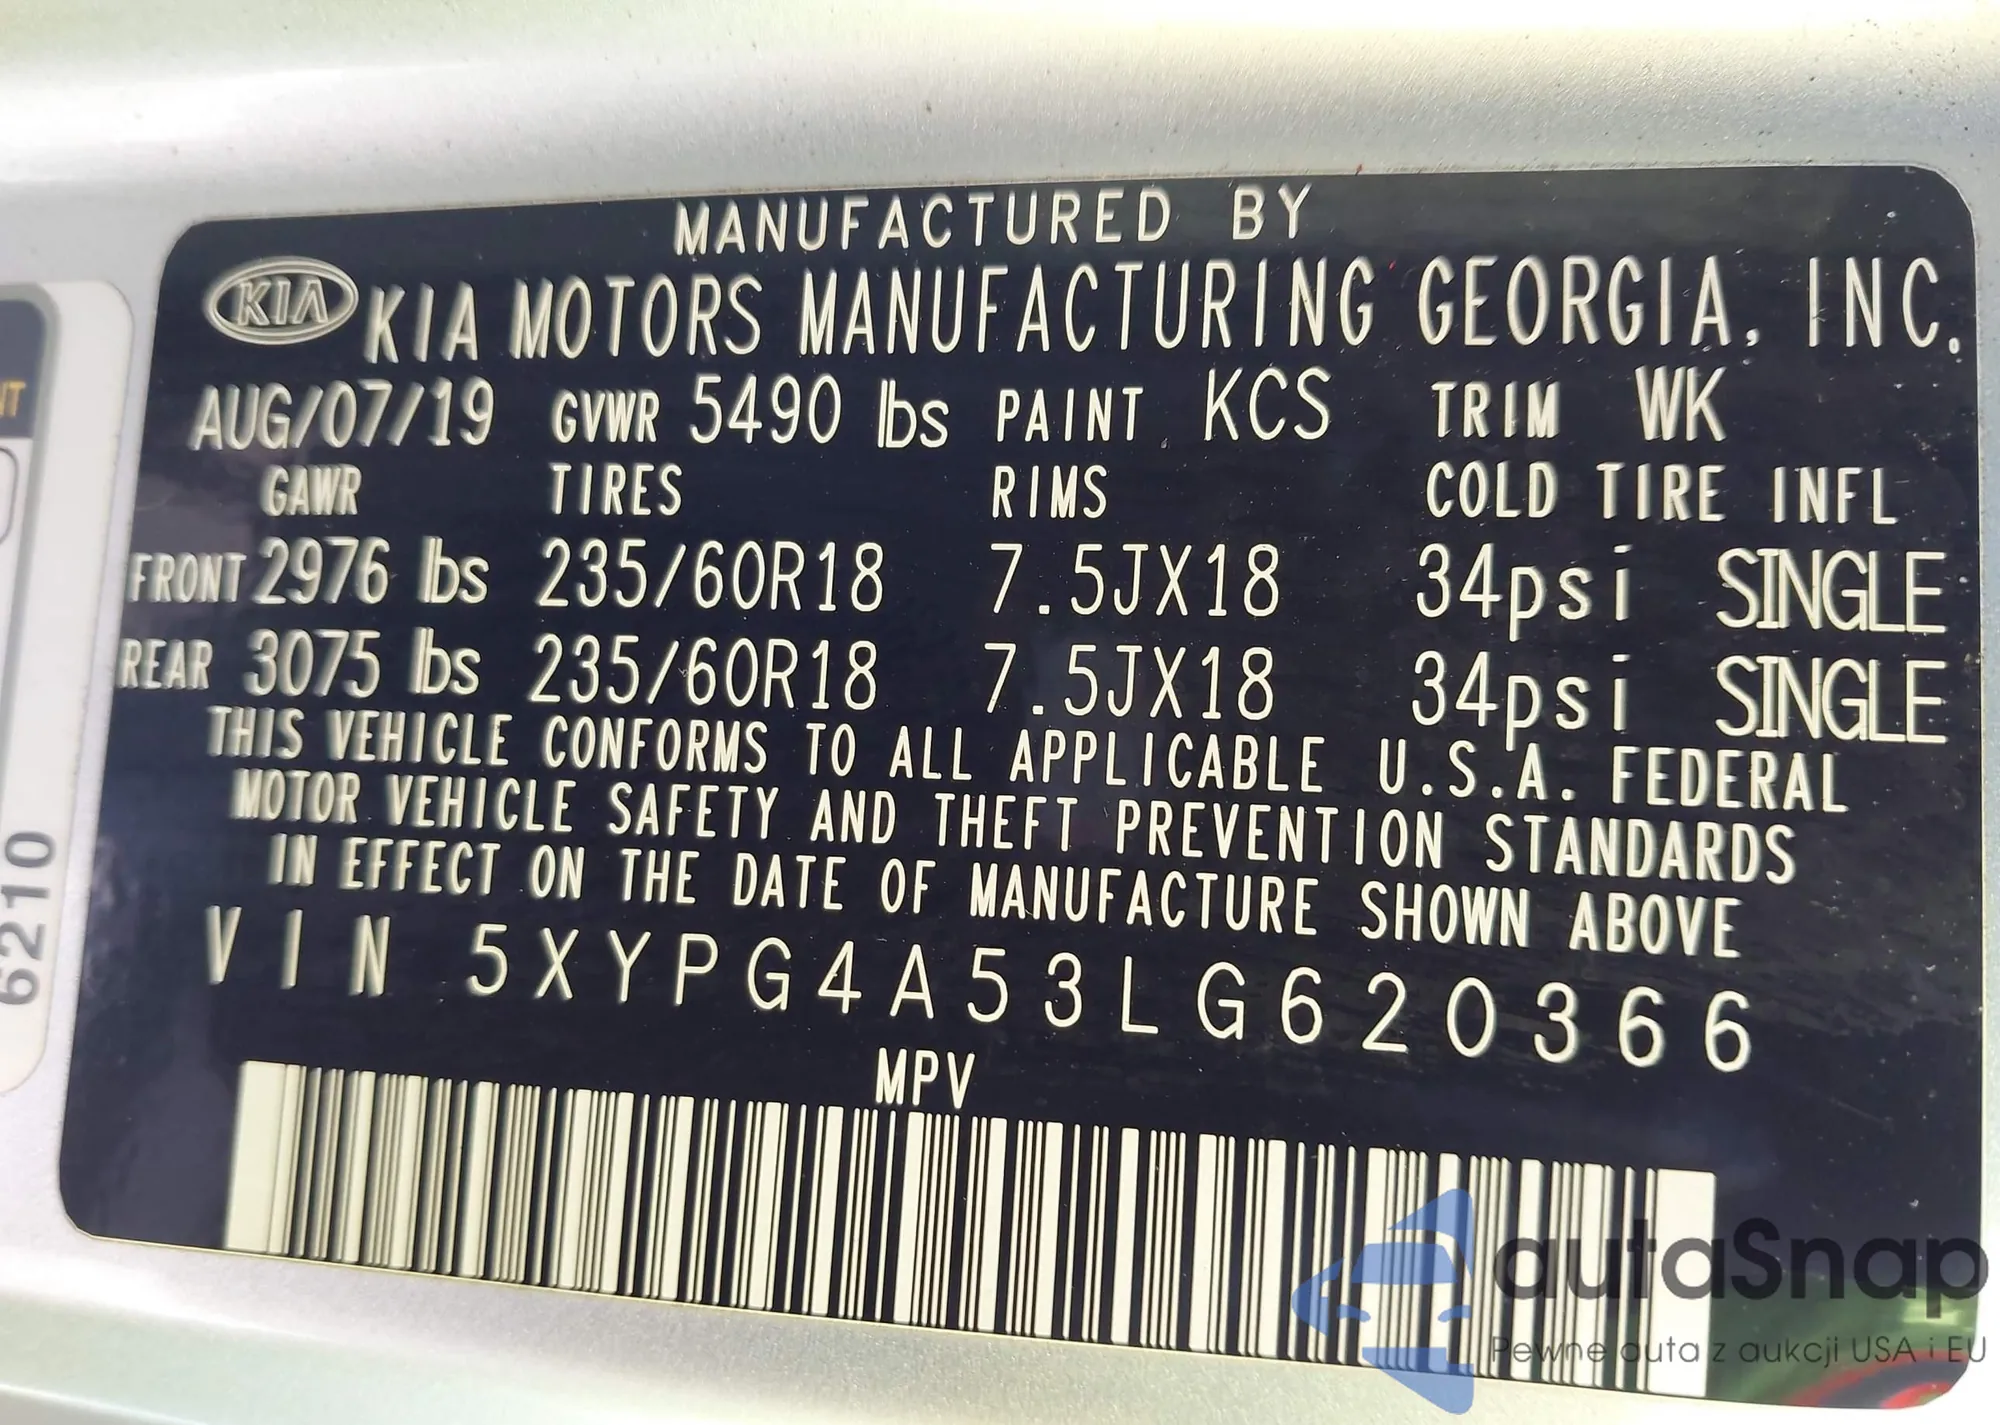 MANUFACTURED BY
KIA KIA MOTORS MANUFACTURING GEORGIA, INC.
AUG/07/19 GVWR 5490 lbs PAINT KCS TRIM WK
GAWR TIRES RIMS COLD TIRE INFL
FRONT 2976 lbs 235/60R18 7.5JX18 34psi SINGLE
REAR 3075 lbs 235/60R18 7.5JX18 34psi SINGLE
THIS VEHICLE CONFORMS TO ALL APPLICABLE U.S.A. FEDERAL
MOTOR VEHICLE SAFETY AND THEFT PREVENTION STANDARDS
IN EFFECT ON THE DATE OF MANUFACTURE SHOWN ABOVE
VIN 5XYPG4A53LG620366
MPV
NT
6210
autaSnap
Pewne auta z aukcji USA i EU